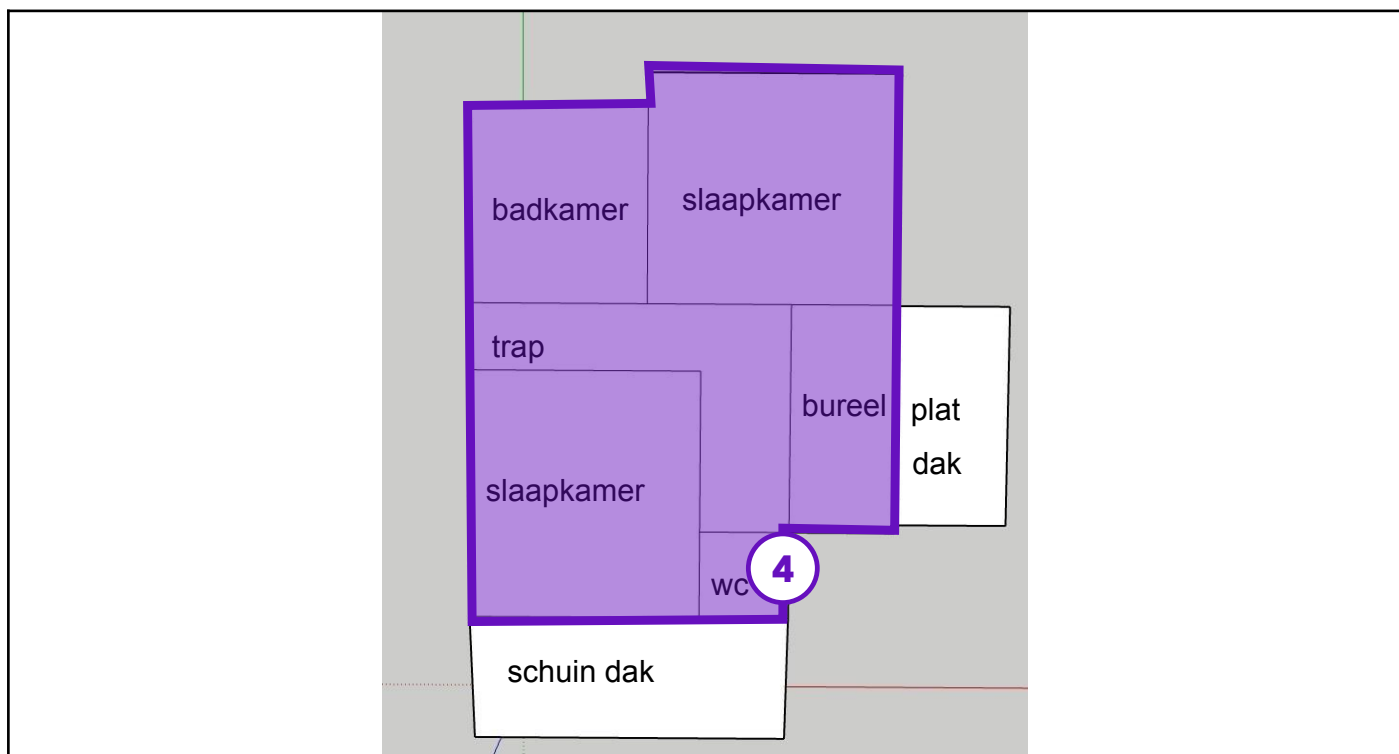 badkamer
slaapkamer
trap
bureel
plat
dak
slaapkamer
wc
4
schuin dak